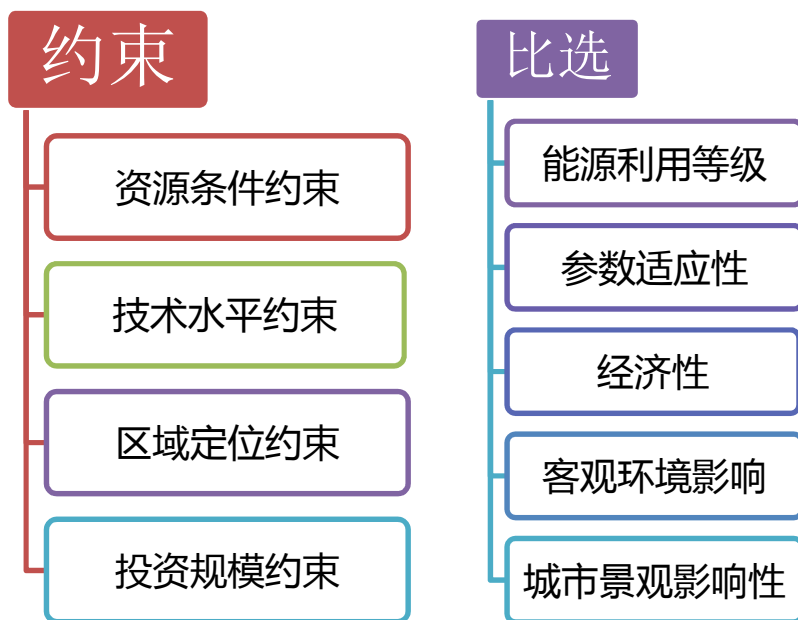 约束
资源条件约束
技术水平约束
区域定位约束
投资规模约束
比选
能源利用等级
参数适应性
经济性
客观环境影响
城市景观影响性